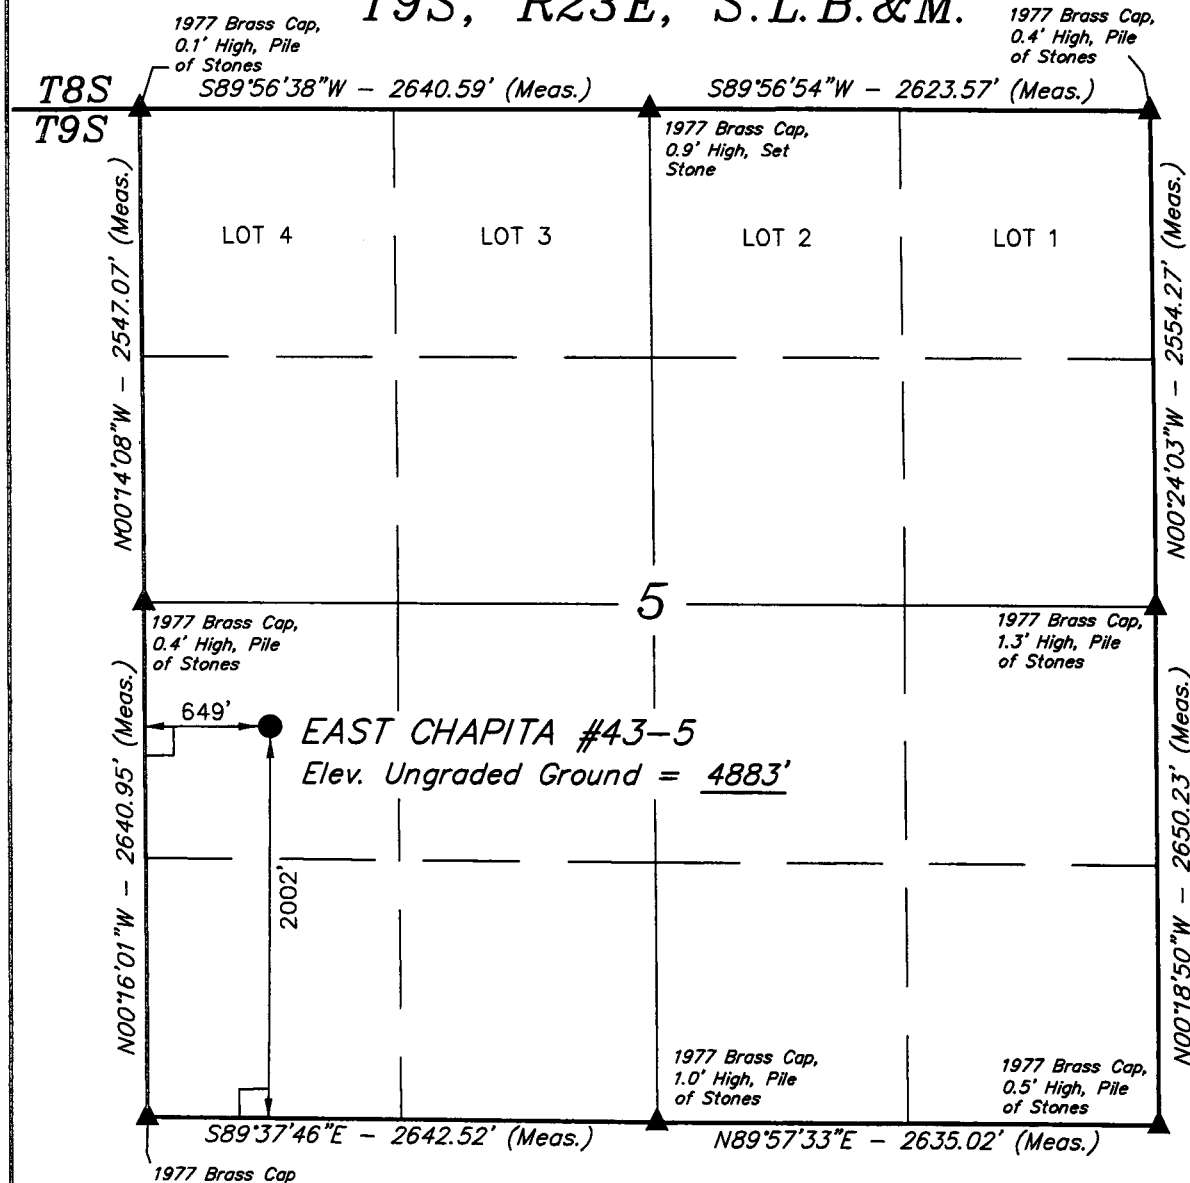 T9S, R23E, S.L.B.&M.
1977 Brass Cap,
0.1' High, Pile
of Stones
1977 Brass Cap,
0.4' High, Pile
of Stones
T8S
T9S
S89°56'38"W - 2640.59' (Meas.)
S89°56'54"W - 2623.57' (Meas.)
1977 Brass Cap,
0.9' High, Set
Stone
N00°14'08"W - 2547.07' (Meas.)
LOT 4
LOT 3
LOT 2
LOT 1
N00°24'03"W - 2554.27' (Meas.)
5
1977 Brass Cap,
0.4' High, Pile
of Stones
1977 Brass Cap,
1.3' High, Pile
of Stones
N00°16'01"W - 2640.95' (Meas.)
649'
EAST CHAPITA #43-5
Elev. Ungraded Ground = 4883'
2002'
N00°18'50"W - 2650.23' (Meas.)
1977 Brass Cap,
1.0' High, Pile
of Stones
1977 Brass Cap,
0.5' High, Pile
of Stones
S89°37'46"E - 2642.52' (Meas.)
N89°57'33"E - 2635.02' (Meas.)
1977 Brass Cap